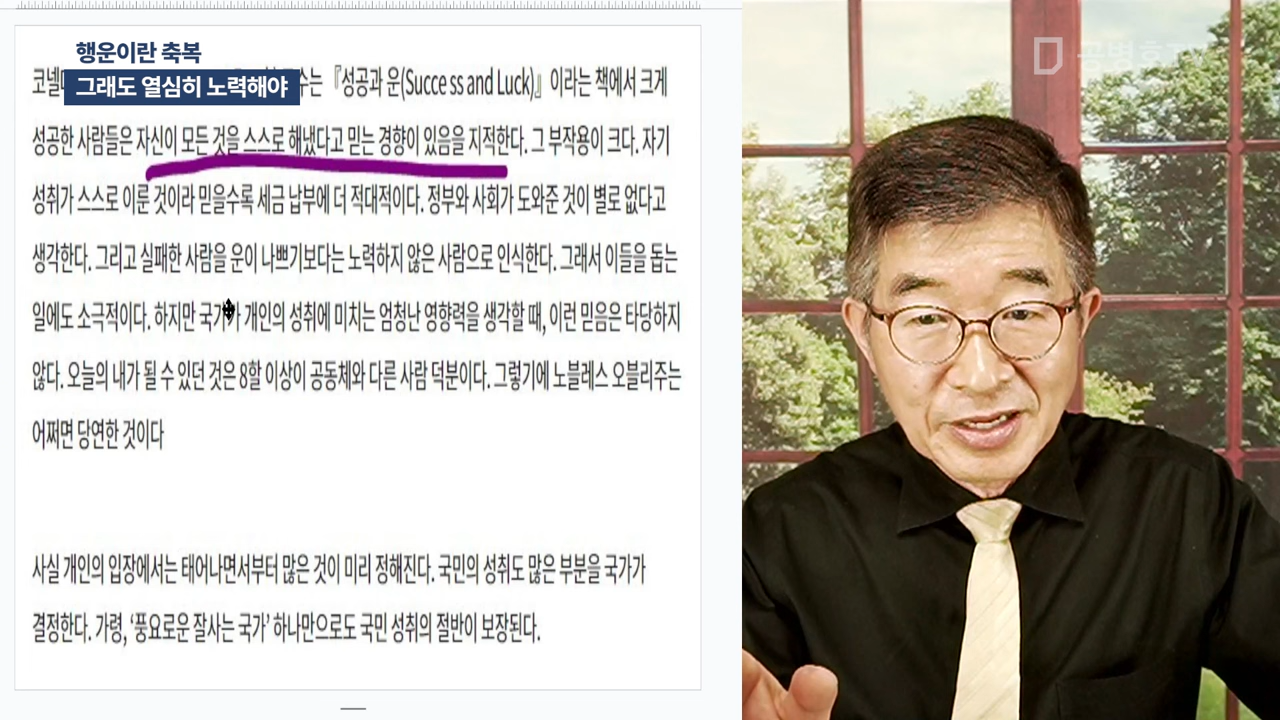 행운이란 축복
그래도 열심히 노력해야
코넬대 수는 『성공과 운(Succe ss and Luck)』이라는 책에서 크게
성공한 사람들은 자신이 모든 것을 스스로 해냈다고 믿는 경향이 있음을 지적한다. 그 부작용이 크다. 자기
성취가 스스로 이룬 것이라 믿을수록 세금 납부에 더 적대적이다. 정부와 사회가 도와준 것이 별로 없다고
생각한다. 그리고 실패한 사람을 운이 나쁘기보다는 노력하지 않은 사람으로 인식한다. 그래서 이들을 돕는
일에도 소극적이다. 하지만 국가가 개인의 성취에 미치는 엄청난 영향력을 생각할 때, 이런 믿음은 타당하지
않다. 오늘의 내가 될 수 있던 것은 8할 이상이 공동체와 다른 사람 덕분이다. 그렇기에 노블레스 오블리주는
어쩌면 당연한 것이다
사실 개인의 입장에서는 태어나면서부터 많은 것이 미리 정해진다. 국민의 성취도 많은 부분을 국가가
결정한다. 가령, ‘풍요로운 잘사는 국가’ 하나만으로도 국민 성취의 절반이 보장된다.
공병호